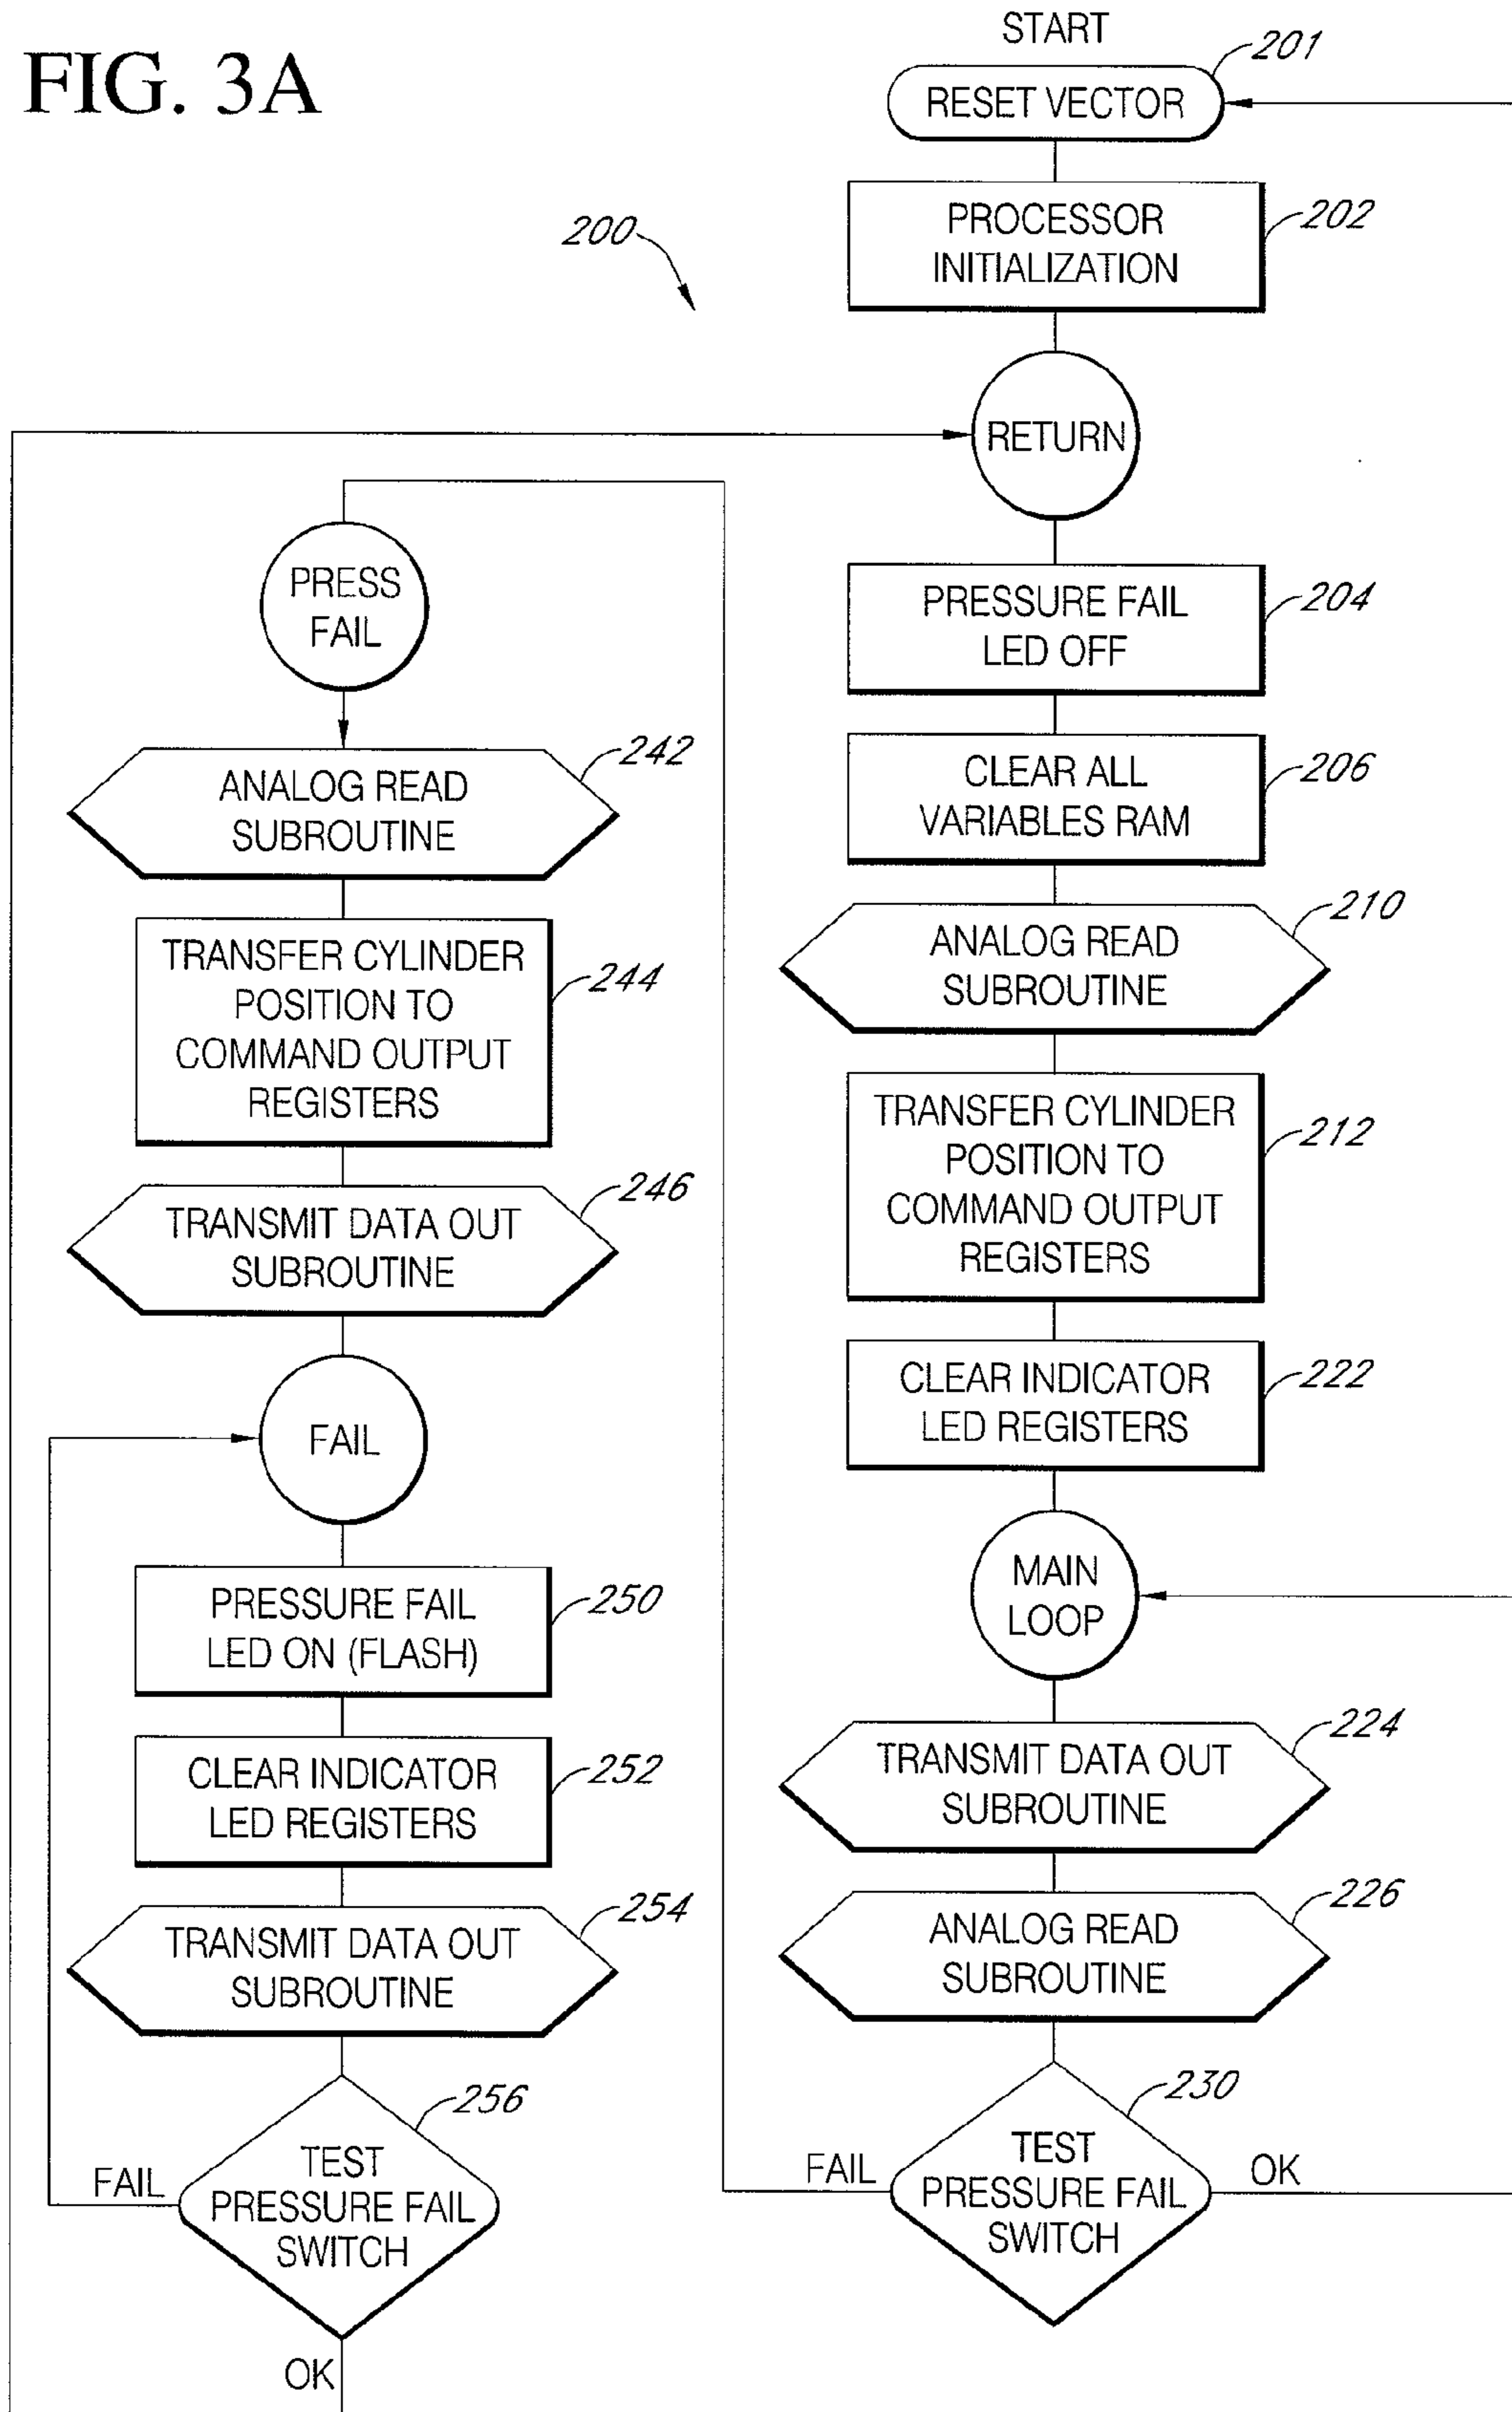 FIG. 3A
START
RESET VECTOR
201
PROCESSOR
INITIALIZATION
202
200
RETURN
PRESSURE FAIL
LED OFF
204
CLEAR ALL
VARIABLES RAM
206
ANALOG READ
SUBROUTINE
210
TRANSFER CYLINDER
POSITION TO
COMMAND OUTPUT
REGISTERS
212
CLEAR INDICATOR
LED REGISTERS
222
MAIN
LOOP
TRANSMIT DATA OUT
SUBROUTINE
224
ANALOG READ
SUBROUTINE
226
TEST
PRESSURE FAIL
SWITCH
230
FAIL
OK
PRESS
FAIL
ANALOG READ
SUBROUTINE
242
TRANSFER CYLINDER
POSITION TO
COMMAND OUTPUT
REGISTERS
244
TRANSMIT DATA OUT
SUBROUTINE
246
FAIL
PRESSURE FAIL
LED ON (FLASH)
250
CLEAR INDICATOR
LED REGISTERS
252
TRANSMIT DATA OUT
SUBROUTINE
254
TEST
PRESSURE FAIL
SWITCH
256
FAIL
OK